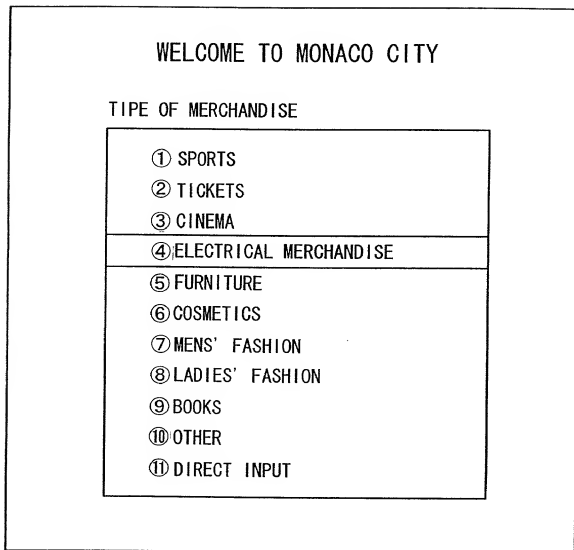 WELCOME TO MONACO CITY
TIPE OF MERCHANDISE
① SPORTS
② TICKETS
③ CINEMA
④ ELECTRICAL MERCHANDISE
⑤ FURNITURE
⑥ COSMETICS
⑦ MENS' FASHION
⑧ LADIES' FASHION
⑨ BOOKS
⑩ OTHER
⑪ DIRECT INPUT